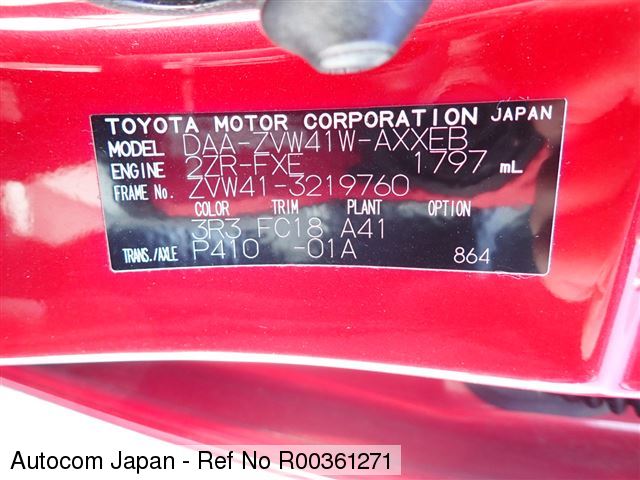 TOYOTA MOTOR CORPORATION JAPAN
MODEL DAA-ZVW41W-AXXEB
ENGINE 2ZR-FXE 1797 mL
FRAME No. ZVW41-3219760
COLOR TRIM PLANT OPTION
3R3 FC18 A41
TRANS./AXLE P410 -01A 864
Autocom Japan - Ref No R00361271